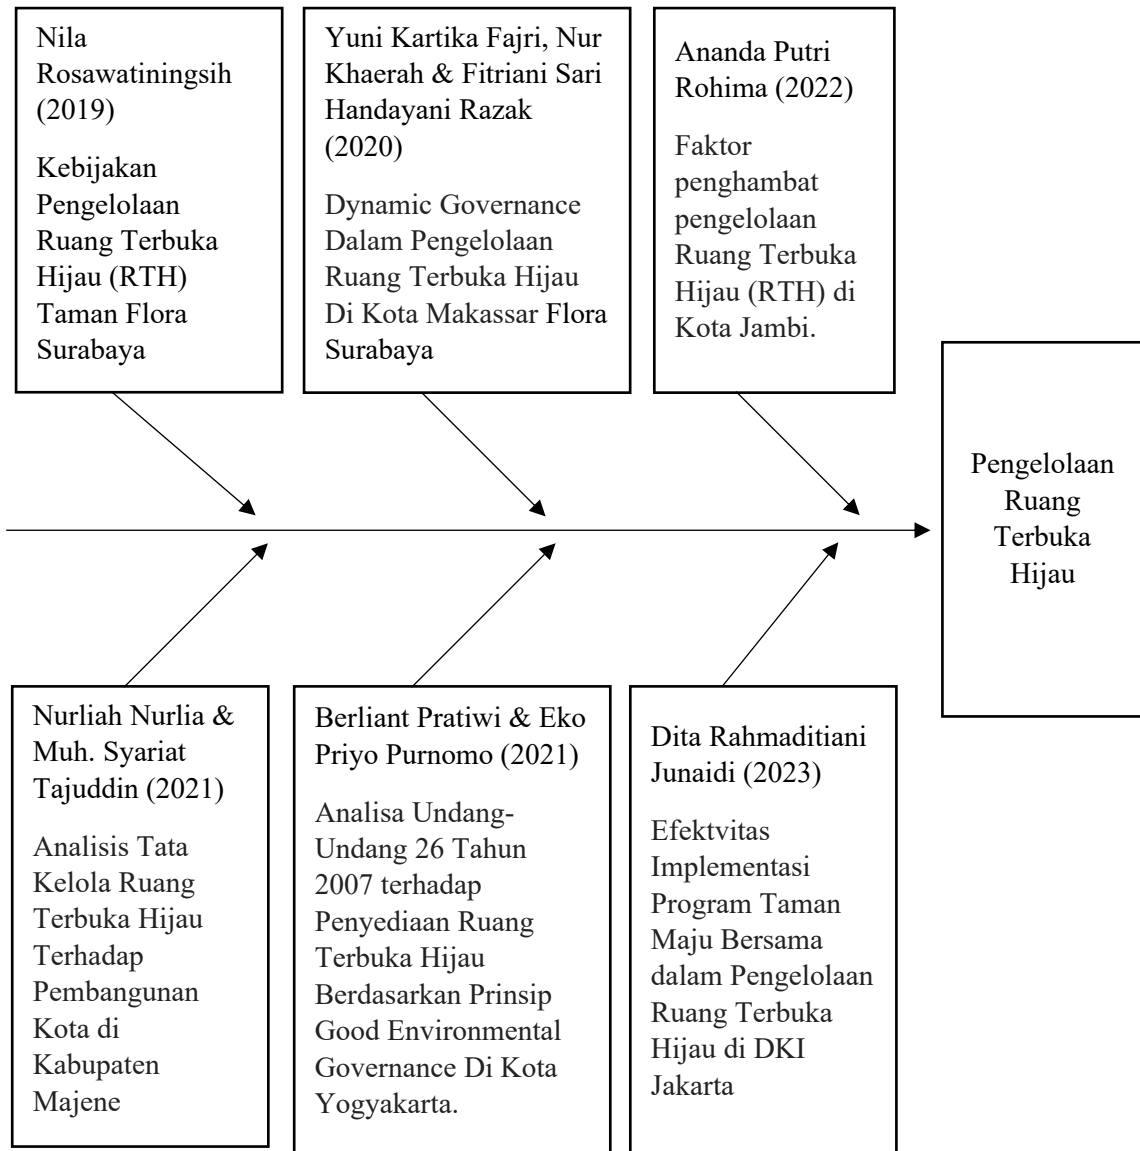 Nila
Rosawatiningsih
(2019)
Kebijakan
Pengelolaan
Ruang Terbuka
Hijau (RTH)
Taman Flora
Surabaya
Yuni Kartika Fajri, Nur
Khaerah & Fitriani Sari
Handayani Razak
(2020)
Dynamic Governance
Dalam Pengelolaan
Ruang Terbuka Hijau
Di Kota Makassar Flora
Surabaya
Ananda Putri
Rohima (2022)
Faktor
penghambat
pengelolaan
Ruang Terbuka
Hijau (RTH) di
Kota Jambi.
Pengelolaan
Ruang
Terbuka
Hijau
Nurliah Nurlia &
Muh. Syariat
Tajuddin (2021)
Analisis Tata
Kelola Ruang
Terbuka Hijau
Terhadap
Pembangunan
Kota di
Kabupaten
Majene
Berliant Pratiwi & Eko
Priyo Purnomo (2021)
Analisa Undang-
Undang 26 Tahun
2007 terhadap
Penyediaan Ruang
Terbuka Hijau
Berdasarkan Prinsip
Good Environmental
Governance Di Kota
Yogyakarta.
Dita Rahmaditiani
Junaidi (2023)
Efektvitas
Implementasi
Program Taman
Maju Bersama
dalam Pengelolaan
Ruang Terbuka
Hijau di DKI
Jakarta